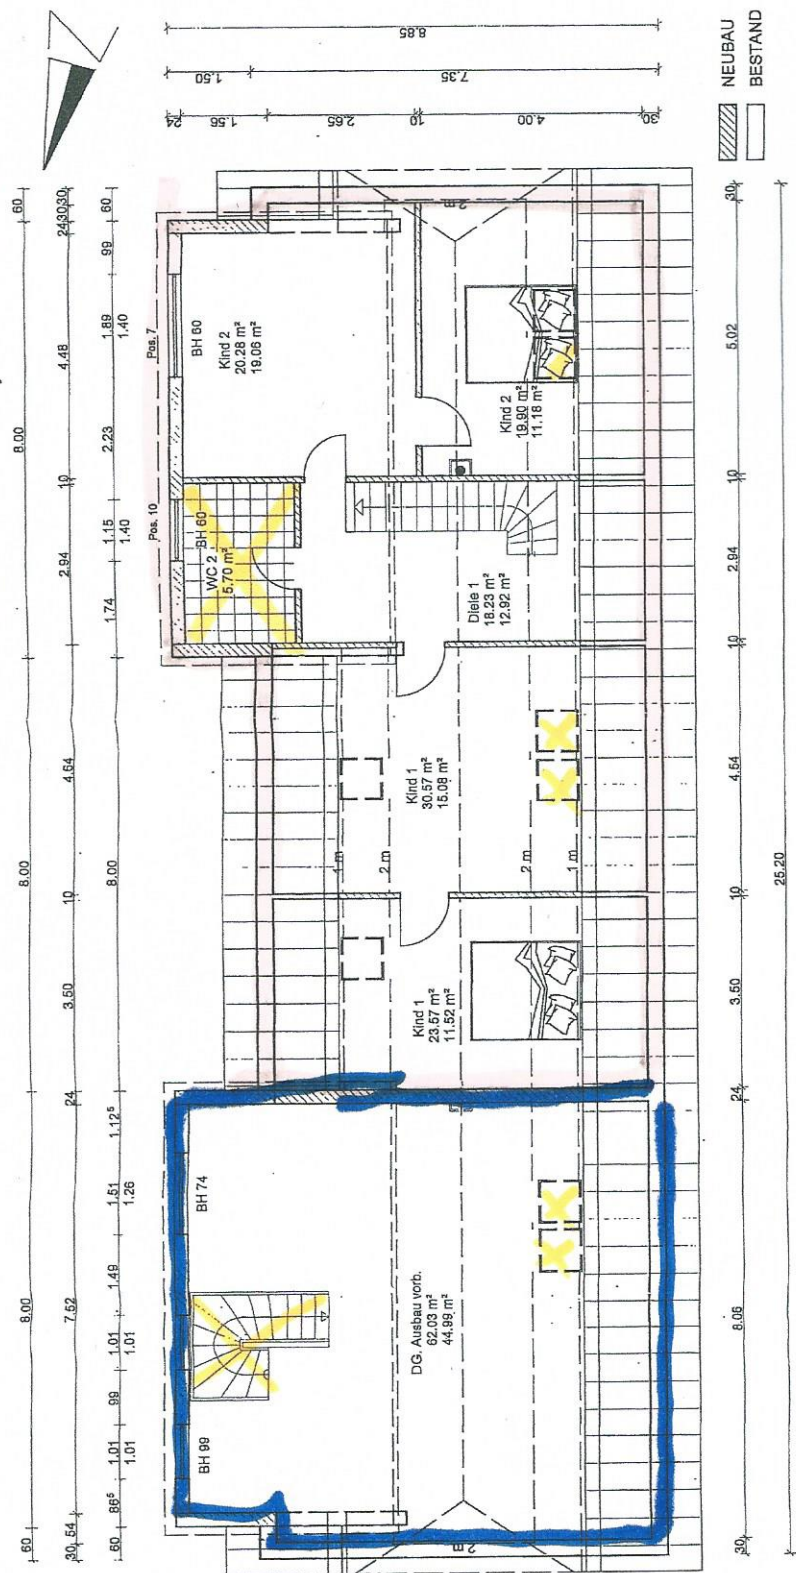 8.85
7.35
1.50
30
4.00
10
2.65
1.56
24
NEUBAU
BESTAND
60
8.00
8.00
8.00
60
24 30 30
4.48
10
2.94
4.64
10
3.50
24
7.52
30 54
60
99
1.89
1.40
2.23
1.15
1.40
1.74
8.00
1.12⁵
1.51
1.26
1.49
1.01
1.01
99
1.01
1.01
86⁵
60
Pos. 7
Pos. 10
BH 60
Kind 2
20.28 m²
19.06 m²
BH 60
WC 2
5.70 m²
Kind 2
19.90 m²
11.18 m²
Diele 1
18.23 m²
12.92 m²
Kind 1
30.57 m²
15.08 m²
1 m
2 m
2 m
1 m
Kind 1
23.57 m²
11.52 m²
BH 74
BH 99
DG. Ausbau vorb.
62.03 m²
44.99 m²
30
5.02
10
2.94
10
4.64
10
3.50
24
8.06
30
25.20